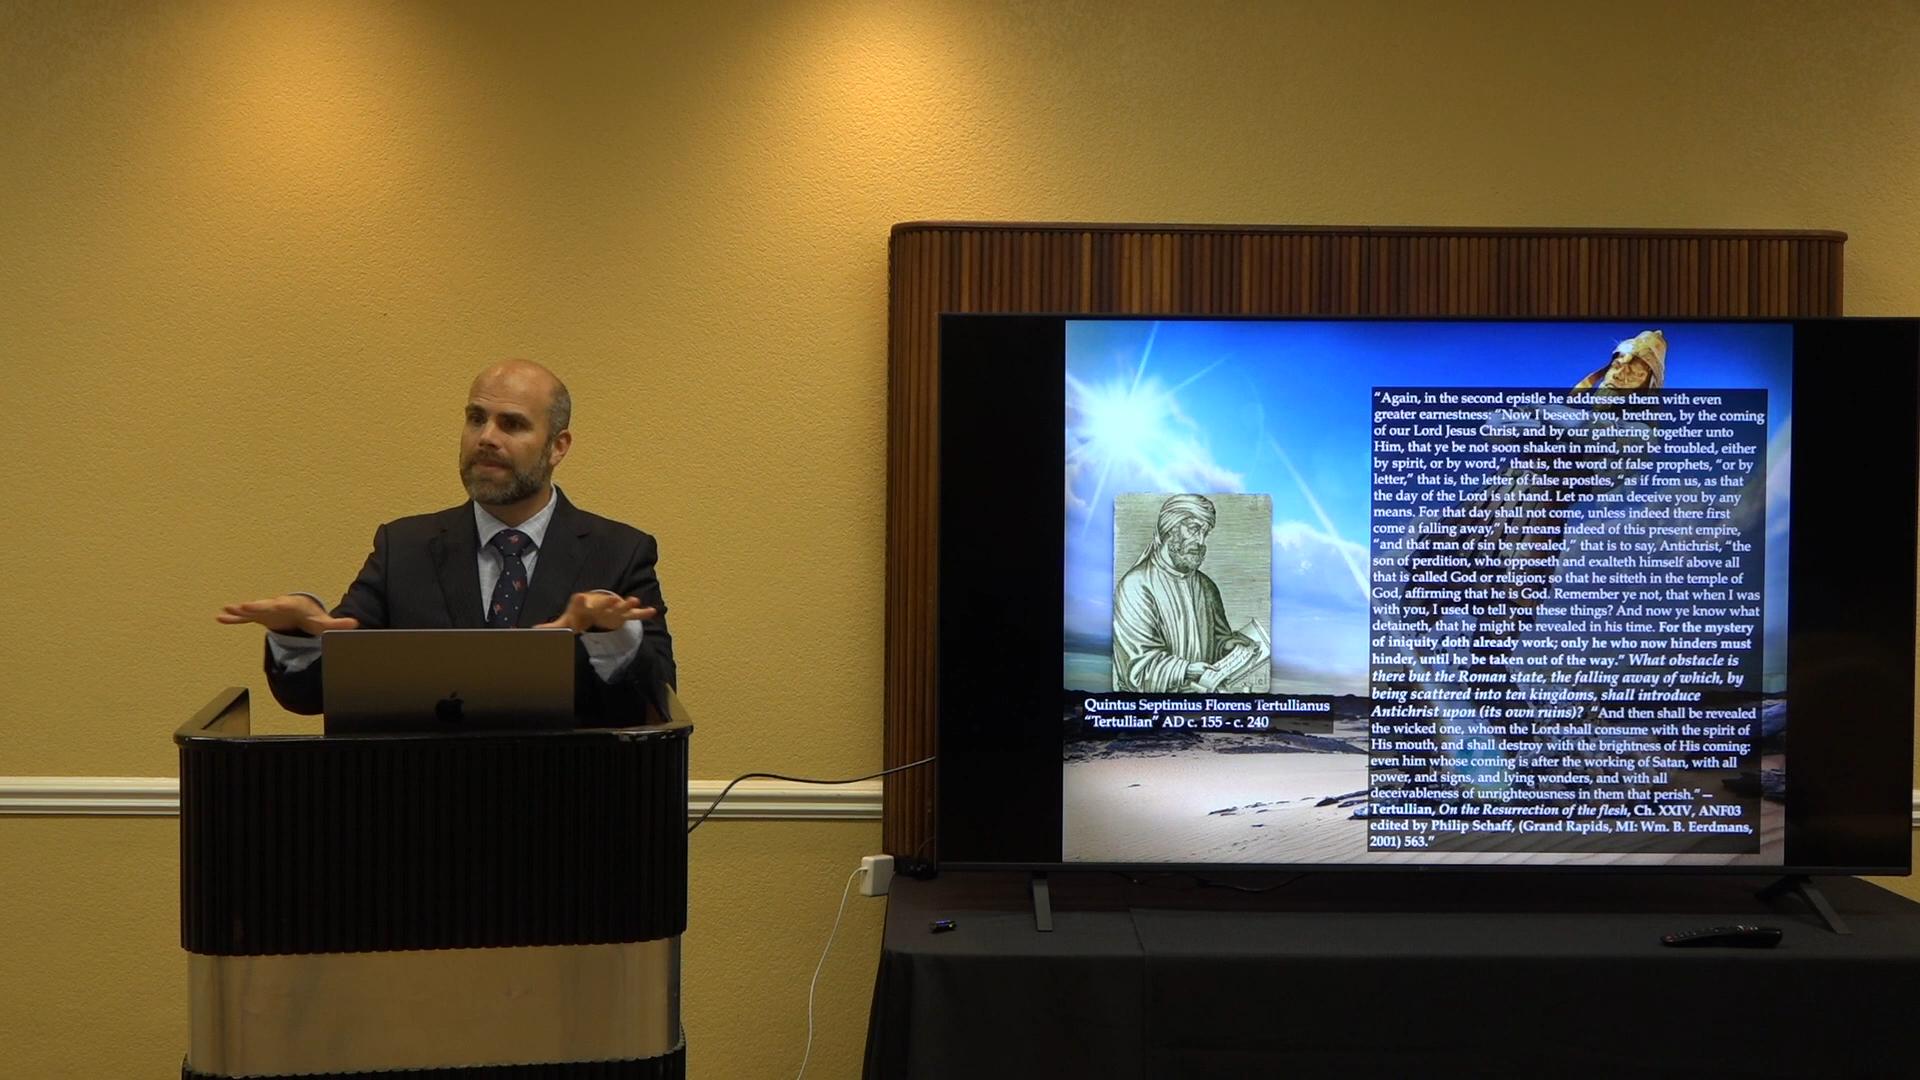 "Again, in the second epistle he addresses them with even
greater earnestness: "Now I beseech you, brethren, by the coming
of our Lord Jesus Christ, and by our gathering together unto
Him, that ye be not soon shaken in mind, nor be troubled, either
by spirit, or by word," that is, the word of false prophets, "or by
letter," that is, the letter of false apostles, "as if from us, as that
the day of the Lord is at hand. Let no man deceive you by any
means. For that day shall not come, unless indeed there first
come a falling away," he means indeed of this present empire,
"and that man of sin be revealed," that is to say, Antichrist, "the
son of perdition, who opposeth and exalteth himself above all
that is called God or religion; so that he sitteth in the temple of
God, affirming that he is God. Remember ye not, that when I was
with you, I used to tell you these things? And now ye know what
detaineth, that he might be revealed in his time. For the mystery
of iniquity doth already work; only he who now hinders must
hinder, until he be taken out of the way." What obstacle is
there but the Roman state, the falling away of which, by
being scattered into ten kingdoms, shall introduce
Antichrist upon (its own ruins)? "And then shall be revealed
the wicked one, whom the Lord shall consume with the spirit of
His mouth, and shall destroy with the brightness of His coming:
even him whose coming is after the working of Satan, with all
power, and signs, and lying wonders, and with all
deceivableness of unrighteousness in them that perish."—
Tertullian, On the Resurrection of the flesh, Ch. XXIV, ANF03
edited by Philip Schaff, (Grand Rapids, MI: Wm. B. Eerdmans,
2001) 563."
Quintus Septimius Florens Tertullianus
"Tertullian" AD c. 155 - c. 240